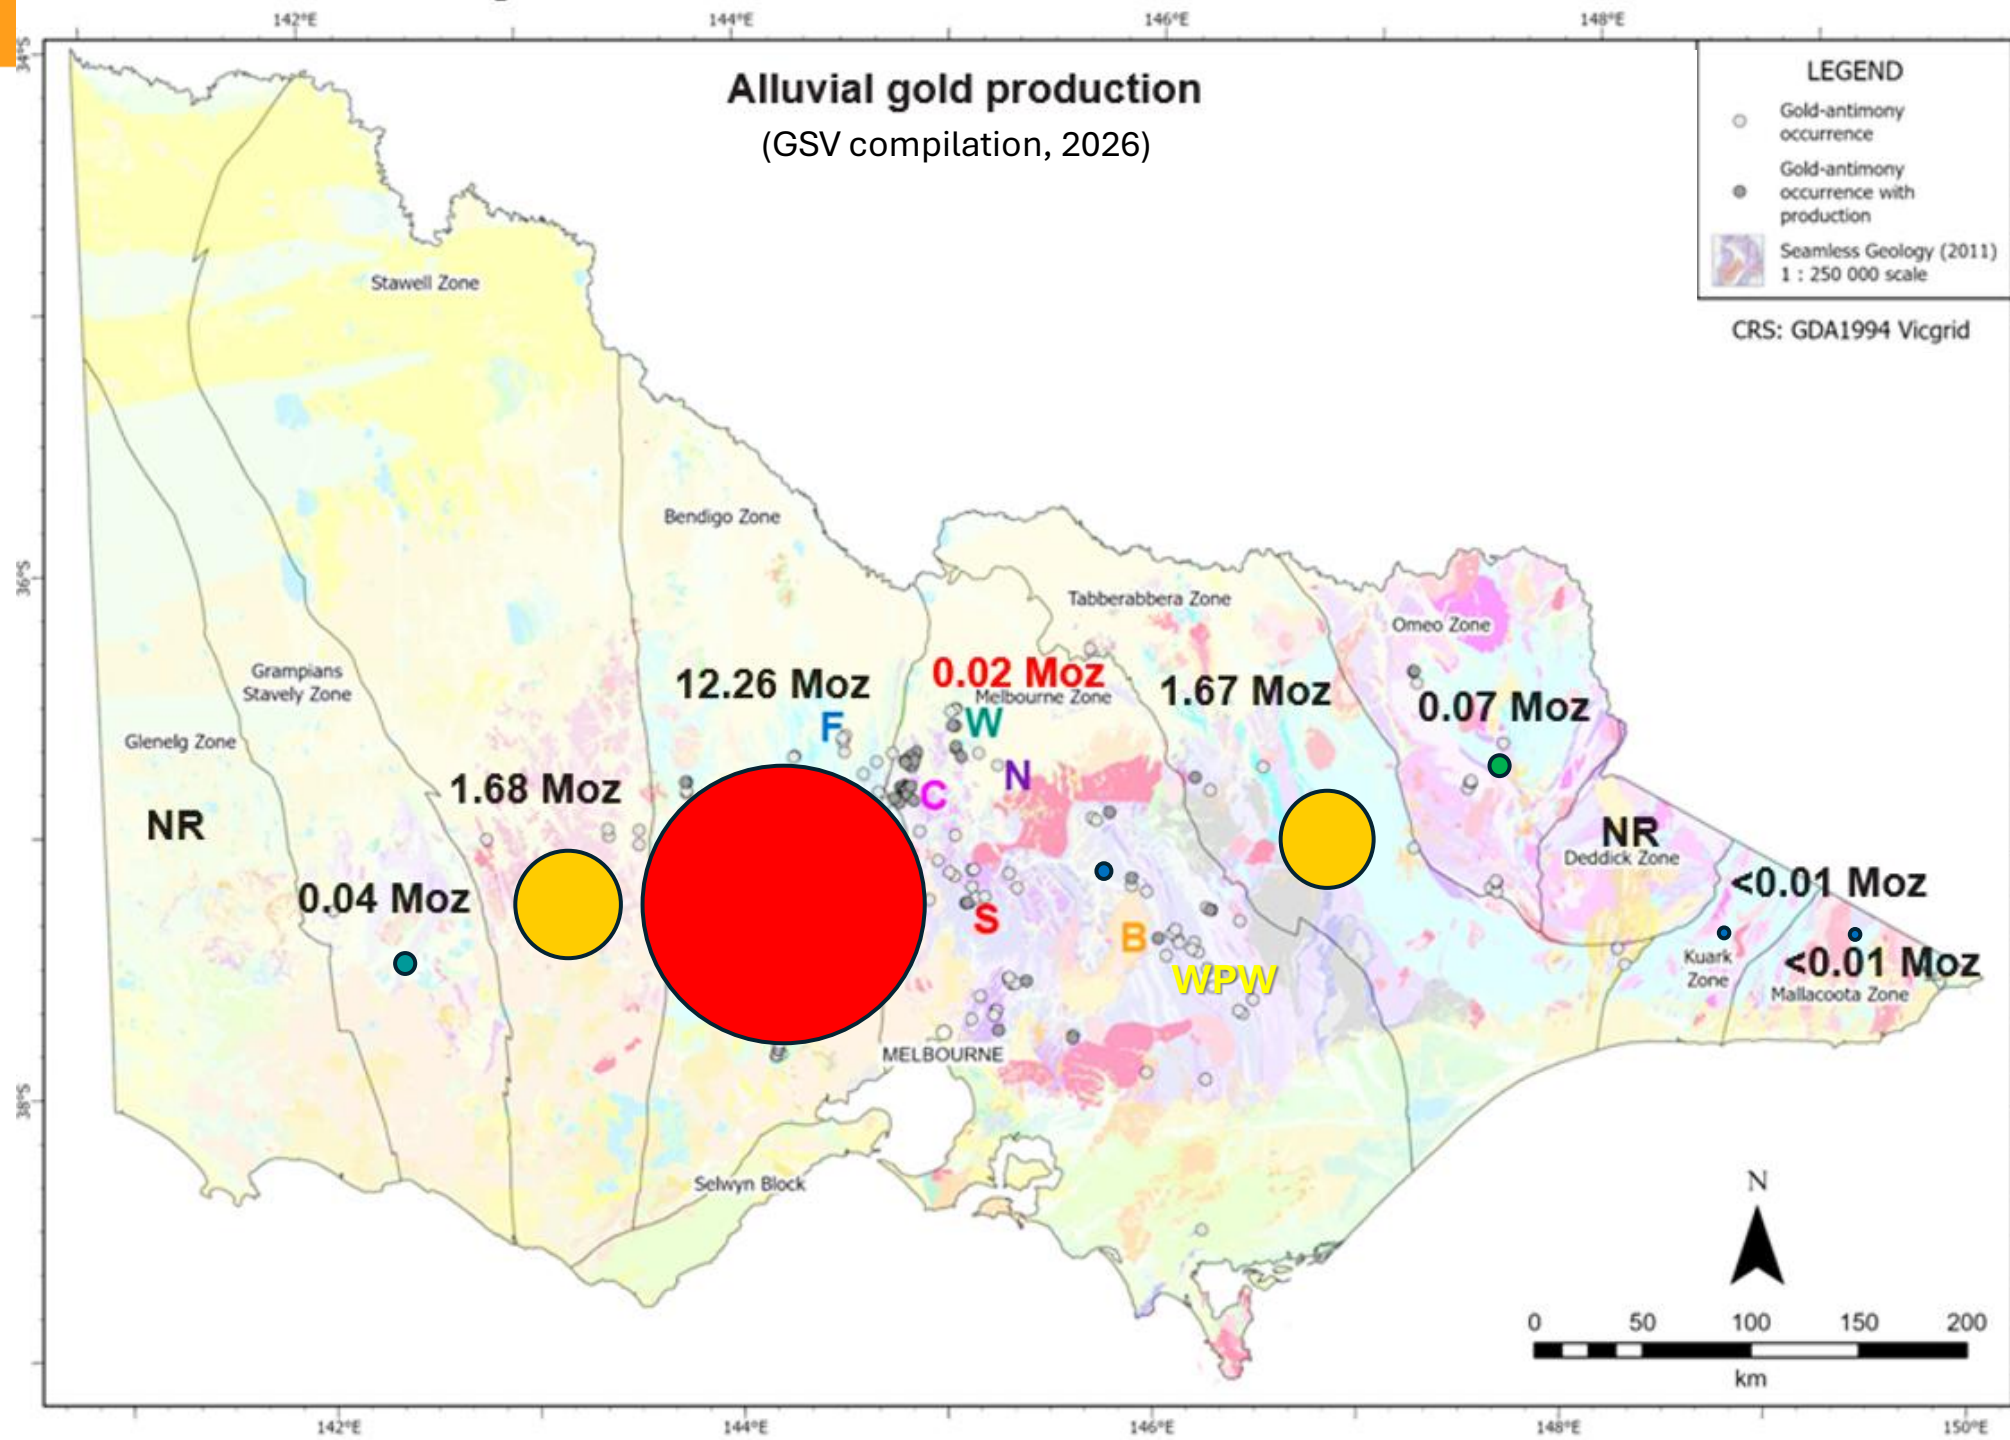 142°E
144°E
146°E
148°E
34°S
Alluvial gold production
(GSV compilation, 2026)
LEGEND
Gold-antimony
occurrence
Gold-antimony
occurrence with
production
Seamless Geology (2011)
1 : 250 000 scale
CRS: GDA1994 Vicgrid
Stawell Zone
Bendigo Zone
36°S
Tabberabbera Zone
Omeo Zone
Grampians
Stavely Zone
12.26 Moz
0.02 Moz
Melbourne Zone
1.67 Moz
0.07 Moz
F
W
Glenelg Zone
N
1.68 Moz
C
NR
NR
Deddick Zone
0.04 Moz
<0.01 Moz
S
B
WPW
Kuark
Zone
<0.01 Moz
Mallacoota Zone
MELBOURNE
38°S
Selwyn Block
N
0 50 100 150 200
km
142°E
144°E
146°E
148°E
150°E